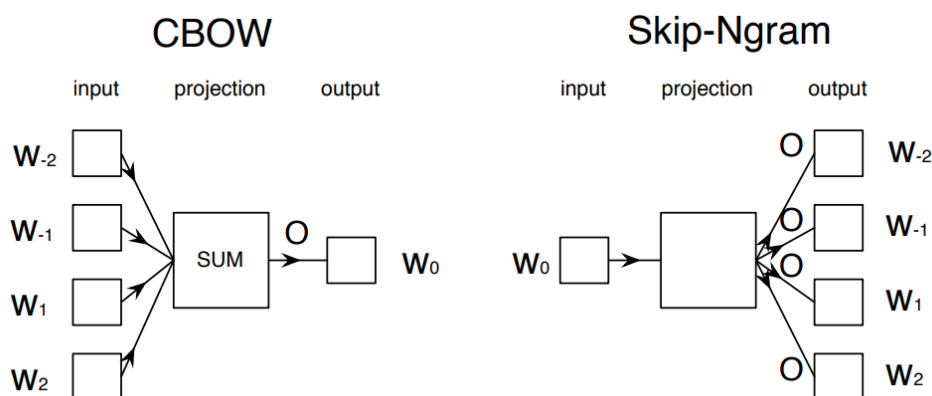 CBOW
input projection output
w-2
w-1
w1
w2
SUM
O
w0
Skip-Ngram
input projection output
w0
O
O
O
O
w-2
w-1
w1
w2